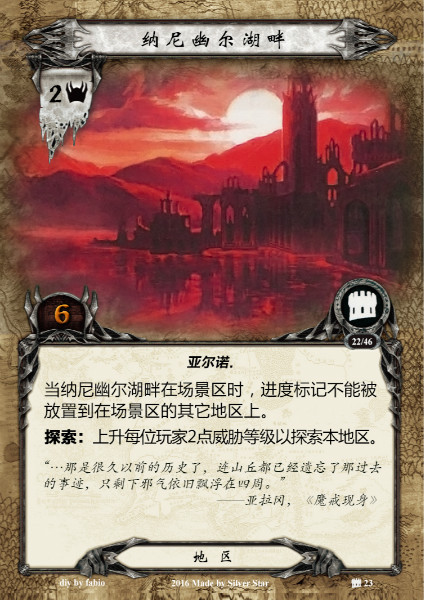 纳尼幽尔湖畔
2
6
22/46
亚尔诺.
当纳尼幽尔湖畔在场景区时，进度标记不能被
放置到在场景区的其它地区上。
探索：上升每位玩家2点威胁等级以探索本地区。
“…那是很久以前的历史了，连山丘都已经遗忘了那过去
的事迹，只剩下邪气依旧飘浮在四周。”
——亚拉冈，《魔戒现身》
地 区
diy by fabio
2016 Made by Silver Star
23